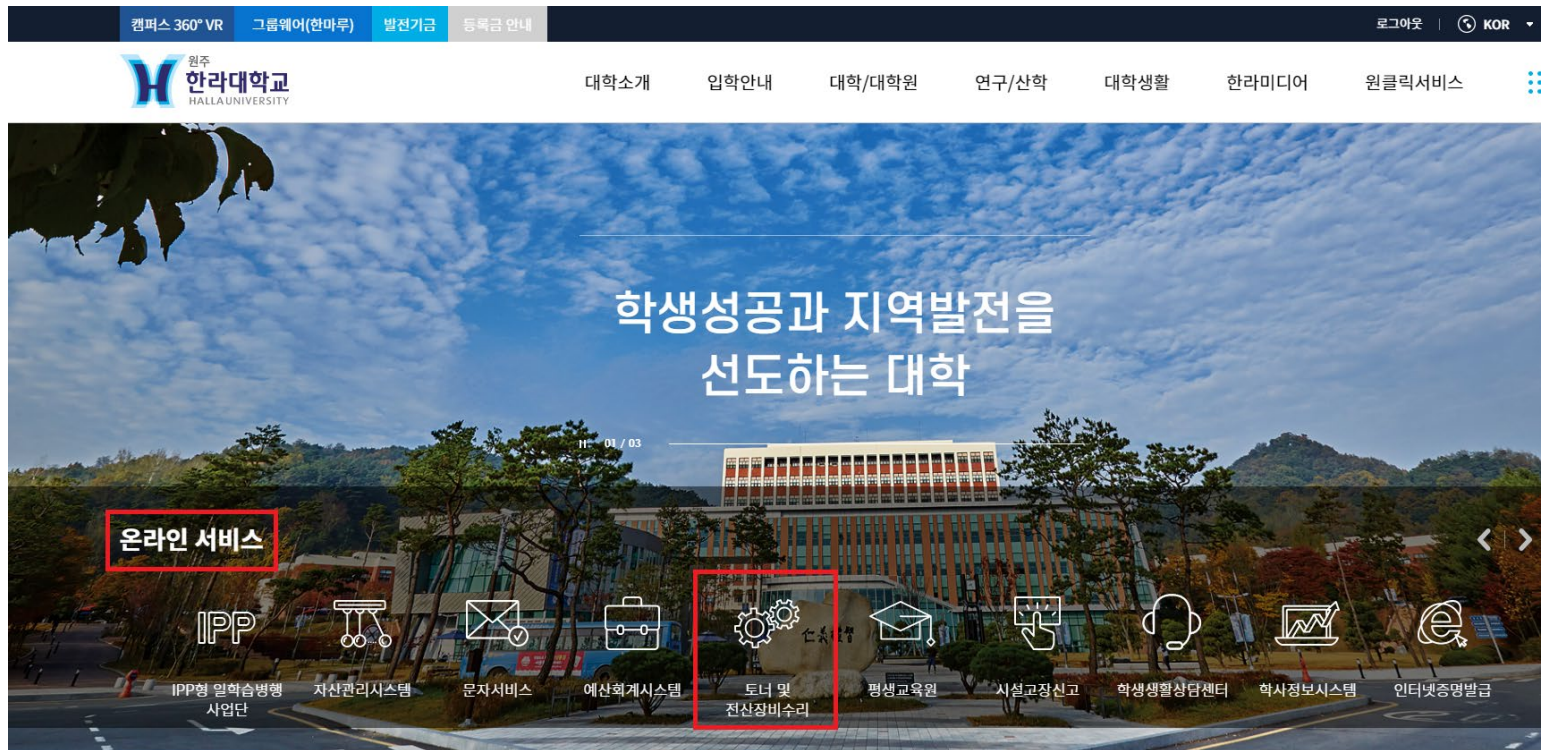 캠퍼스 360° VR 그룹웨어(한마루) 발전기금 등록금 안내 로그아웃 KOR
원주
한라대학교
HALLA UNIVERSITY
대학소개 입학안내 대학/대학원 연구/산학 대학생활 한라미디어 원클릭서비스
학생성공과 지역발전을
선도하는 대학
01 / 03
온라인 서비스
IPP
IPP형 일학습병행 자산관리시스템 문자서비스 예산회계시스템 토너 및 평생교육원 시설고장신고 학생생활상담센터 학사정보시스템 인터넷증명발급
사업단 전산장비수리